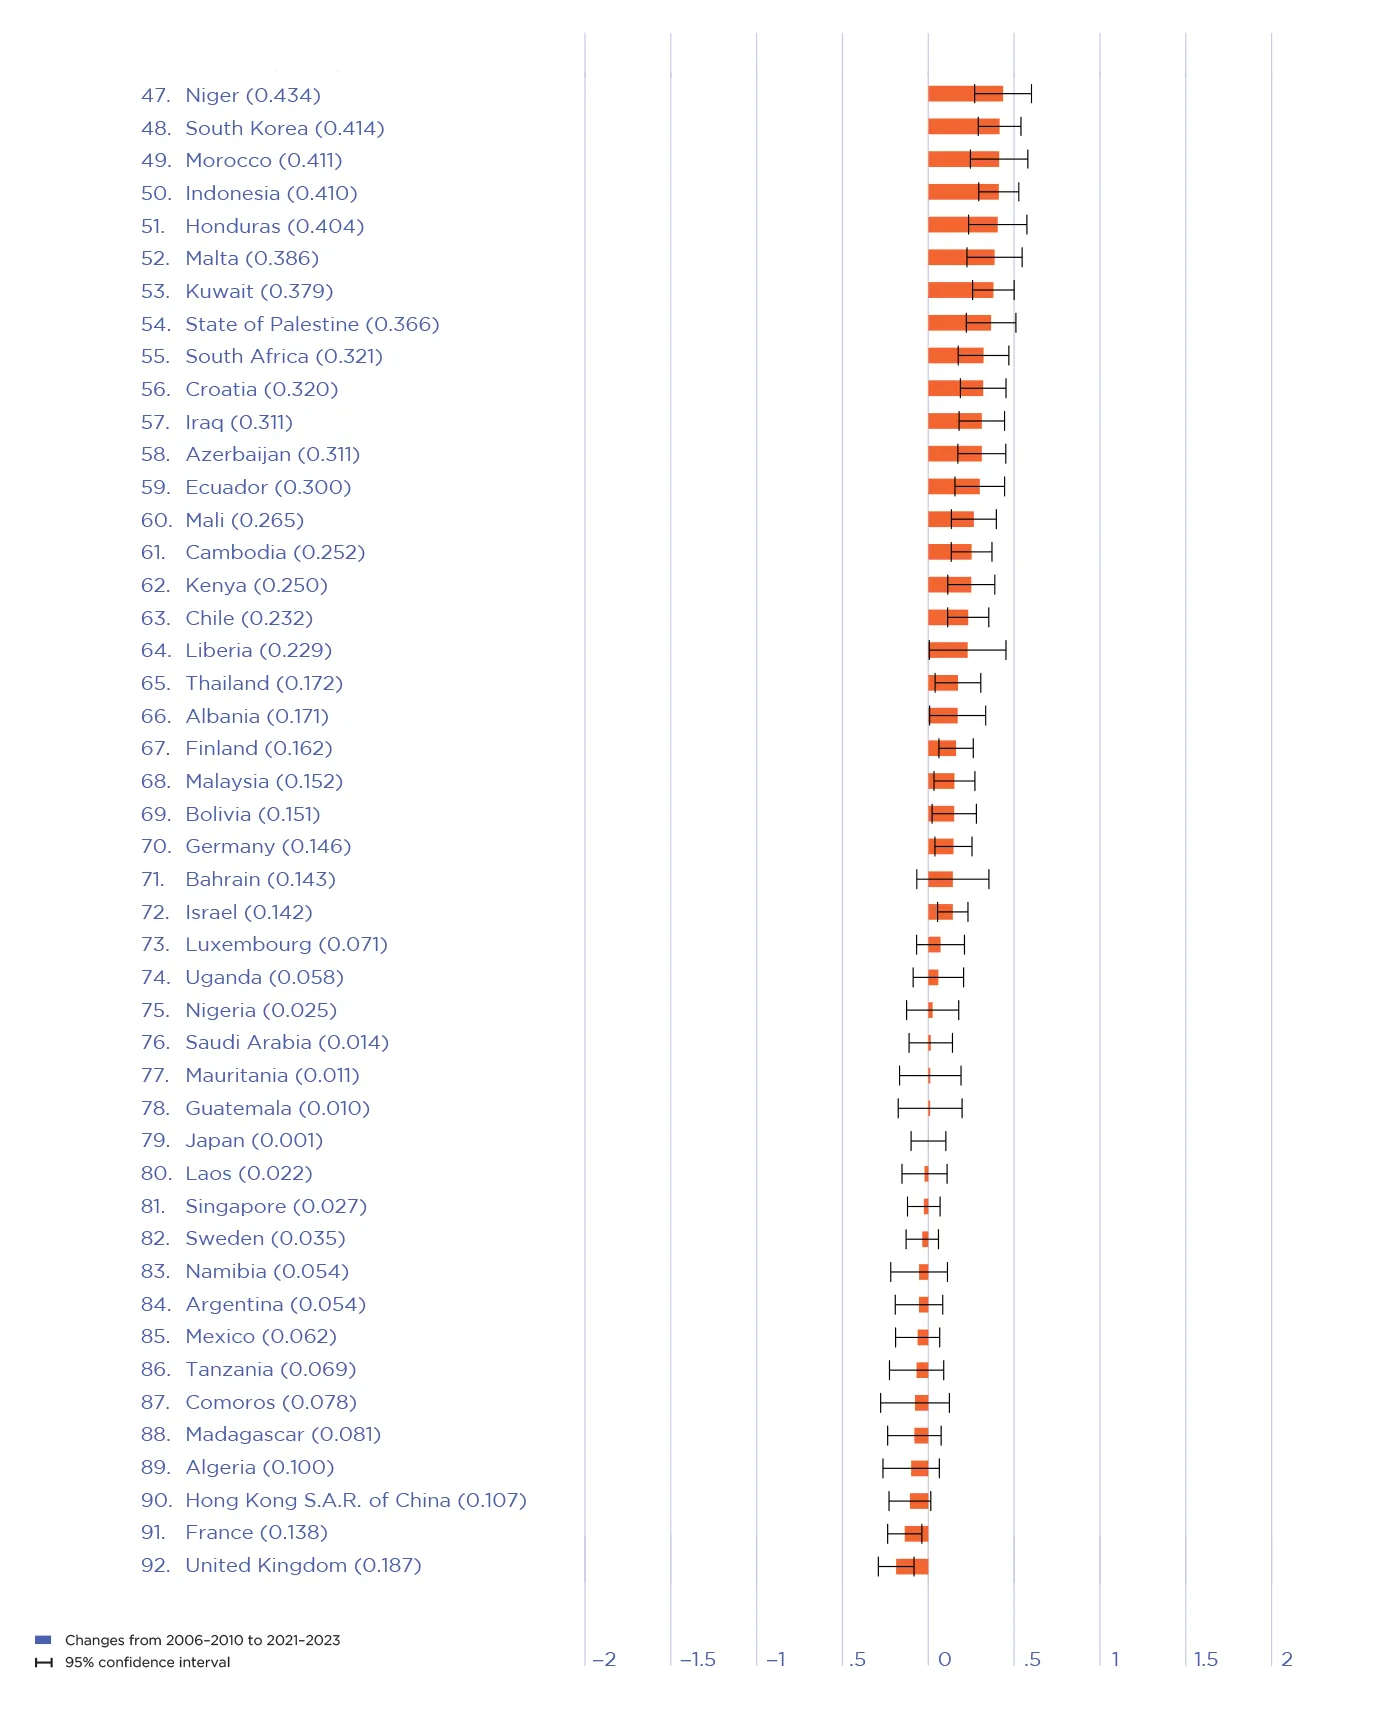 47. Niger (0.434)
48. South Korea (0.414)
49. Morocco (0.411)
50. Indonesia (0.410)
51. Honduras (0.404)
52. Malta (0.386)
53. Kuwait (0.379)
54. State of Palestine (0.366)
55. South Africa (0.321)
56. Croatia (0.320)
57. Iraq (0.311)
58. Azerbaijan (0.311)
59. Ecuador (0.300)
60. Mali (0.265)
61. Cambodia (0.252)
62. Kenya (0.250)
63. Chile (0.232)
64. Liberia (0.229)
65. Thailand (0.172)
66. Albania (0.171)
67. Finland (0.162)
68. Malaysia (0.152)
69. Bolivia (0.151)
70. Germany (0.146)
71. Bahrain (0.143)
72. Israel (0.142)
73. Luxembourg (0.071)
74. Uganda (0.058)
75. Nigeria (0.025)
76. Saudi Arabia (0.014)
77. Mauritania (0.011)
78. Guatemala (0.010)
79. Japan (0.001)
80. Laos (0.022)
81. Singapore (0.027)
82. Sweden (0.035)
83. Namibia (0.054)
84. Argentina (0.054)
85. Mexico (0.062)
86. Tanzania (0.069)
87. Comoros (0.078)
88. Madagascar (0.081)
89. Algeria (0.100)
90. Hong Kong S.A.R. of China (0.107)
91. France (0.138)
92. United Kingdom (0.187)
Changes from 2006–2010 to 2021–2023
95% confidence interval
–2 –1.5 –1 .5 0 .5 1 1.5 2